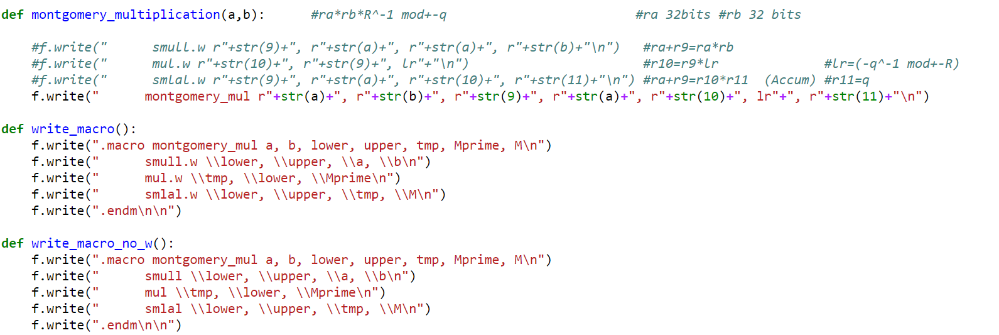 def montgomery_multiplication(a,b):      #ra*rb*R^-1 mod+-q                         #ra 32bits #rb 32 bits
    #f.write("      smull.w r"+str(9)+", r"+str(a)+", r"+str(a)+", r"+str(b)+"\n")   #ra+r9=ra*rb
    #f.write("      mul.w r"+str(10)+", r"+str(9)+", lr"+"\n")                       #r10=r9*lr              #lr=(-q^-1 mod+-R)
    #f.write("      smlal.w r"+str(9)+", r"+str(a)+", r"+str(10)+", r"+str(11)+"\n") #ra+r9=r10*r11  (Accum) #r11=q
    f.write("      montgomery_mul r"+str(a)+", r"+str(b)+", r"+str(9)+", r"+str(a)+", r"+str(10)+", lr"+", r"+str(11)+"\n")
def write_macro():
    f.write(".macro montgomery_mul a, b, lower, upper, tmp, Mprime, M\n")
    f.write("      smull.w \\lower, \\upper, \\a, \\b\n")
    f.write("      mul.w \\tmp, \\lower, \\Mprime\n")
    f.write("      smlal.w \\lower, \\upper, \\tmp, \\M\n")
    f.write(".endm\n\n")
def write_macro_no_w():
    f.write(".macro montgomery_mul a, b, lower, upper, tmp, Mprime, M\n")
    f.write("      smull \\lower, \\upper, \\a, \\b\n")
    f.write("      mul \\tmp, \\lower, \\Mprime\n")
    f.write("      smlal \\lower, \\upper, \\tmp, \\M\n")
    f.write(".endm\n\n")